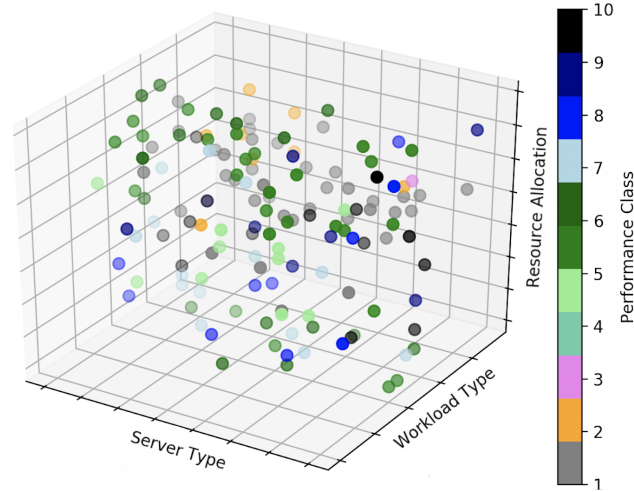 Server Type
Workload Type
Resource Allocation
10
9
8
7
6
5
4
3
2
1
Performance Class